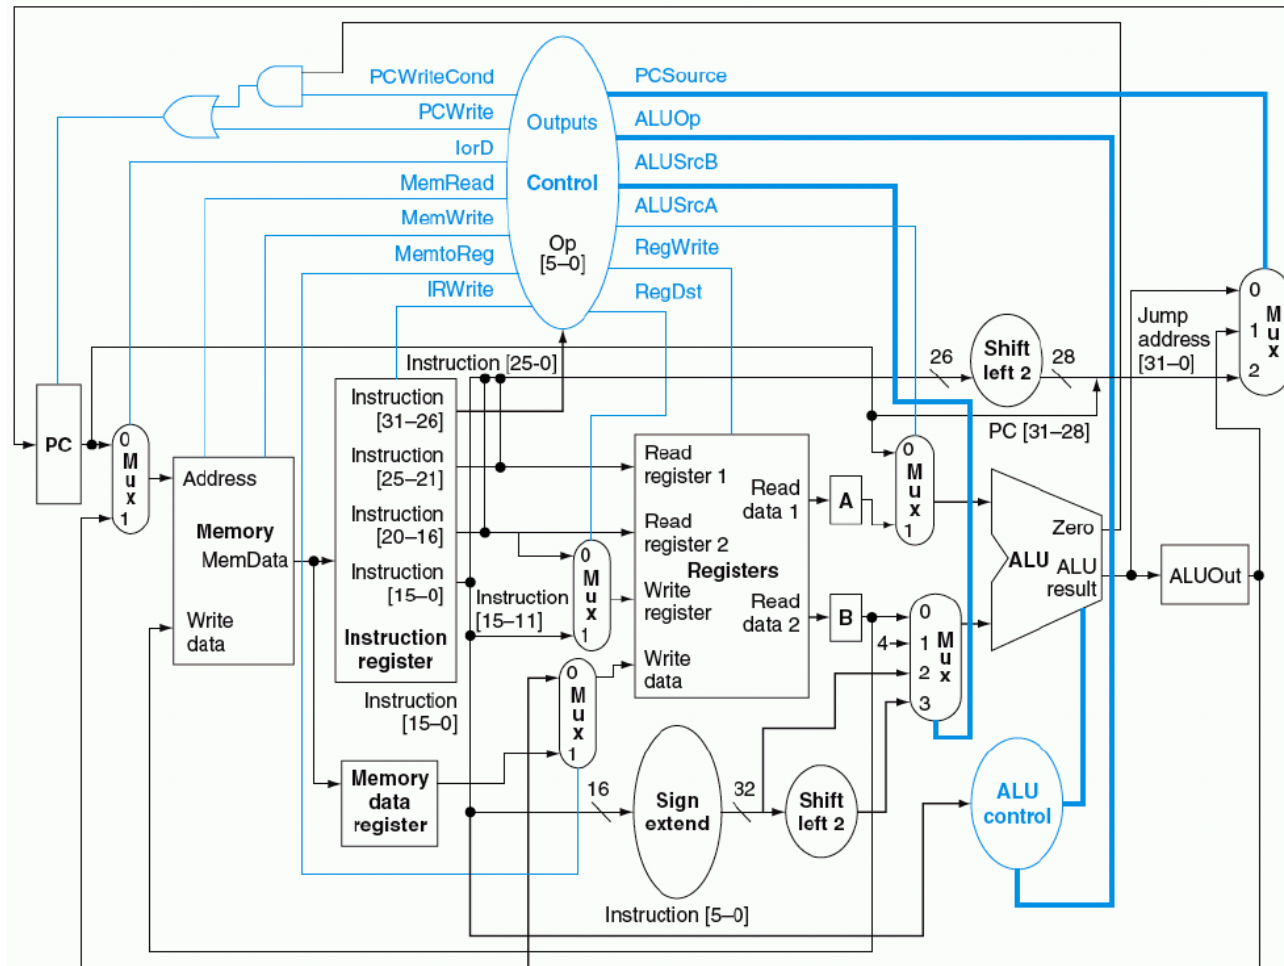 PCWriteCond
PCWrite
IorD
MemRead
MemWrite
MemtoReg
IRWrite
Outputs
Control
Op
[5–0]
PCSource
ALUOp
ALUSrcB
ALUSrcA
RegWrite
RegDst
PC
0
M
u
x
1
Address
Memory
MemData
Write
data
Instruction [25-0]
Instruction
[31–26]
Instruction
[25–21]
Instruction
[20–16]
Instruction
[15–0]
Instruction
register
Instruction
[15–0]
Memory
data
register
Instruction
[15–11]
0
M
u
x
1
0
M
u
x
1
Read
register 1
Read
register 2
Registers
Write
register
Write
data
Read
data 1
Read
data 2
A
B
16
Sign
extend
32
Shift
left 2
Instruction [5–0]
0
M
u
x
1
0
4
1
M
u
x
2
3
26
Shift
left 2
28
Jump
address
[31–0]
PC [31–28]
Zero
ALU
ALU
result
ALUOut
ALU
control
0
M
u
x
1
2